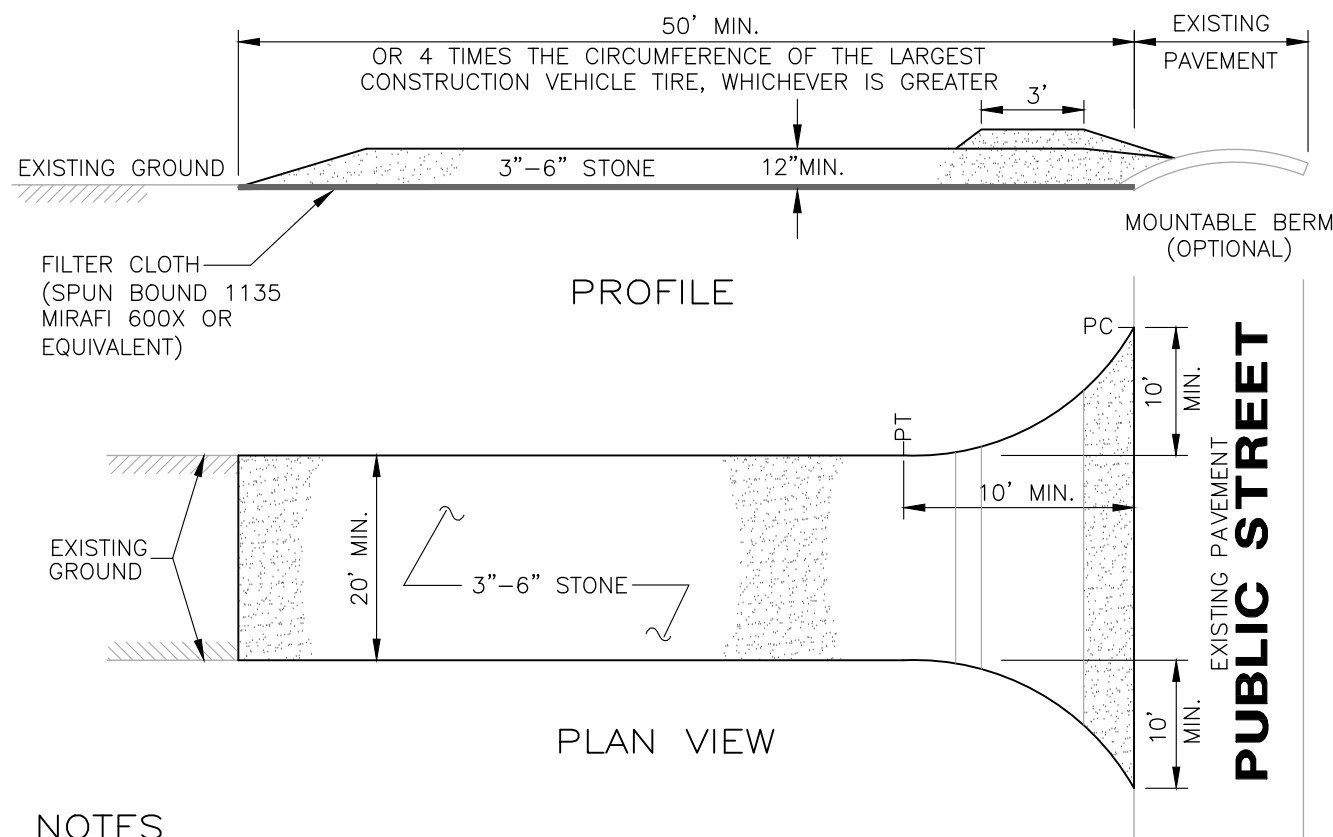 50' MIN.
OR 4 TIMES THE CIRCUMFERENCE OF THE LARGEST
CONSTRUCTION VEHICLE TIRE, WHICHEVER IS GREATER
EXISTING
PAVEMENT
3'
EXISTING GROUND
3"-6" STONE
12"MIN.
MOUNTABLE BERM
(OPTIONAL)
FILTER CLOTH
(SPUN BOUND 1135
MIRAFI 600X OR
EQUIVALENT)
PROFILE
PC
10'
MIN.
PT
10' MIN.
EXISTING
GROUND
20' MIN.
3"-6" STONE
EXISTING PAVEMENT
PUBLIC STREET
10'
MIN.
PLAN VIEW
NOTES